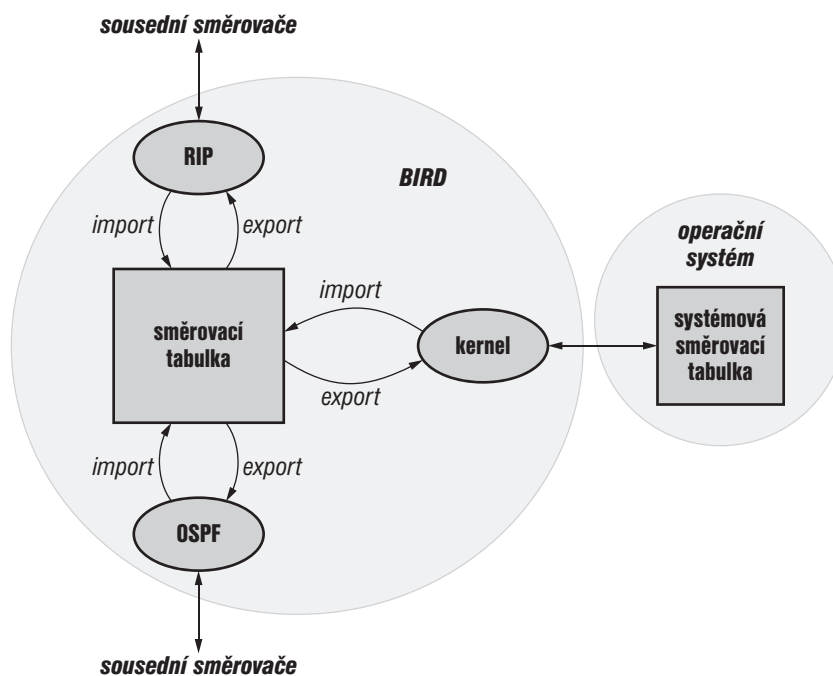 sousední směrovače
RIP
BIRD
import
export
operační
systém
směrovací
tabulka
import
export
kernel
systémová
směrovací
tabulka
import
export
OSPF
sousední směrovače